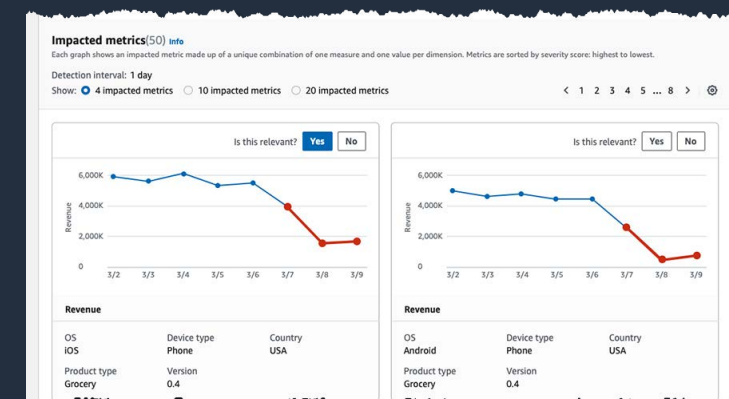 Impacted metrics(50) Info
Each graph shows an impacted metric made up of a unique combination of one measure and one value per dimension. Metrics are sorted by severity score: highest to lowest.
Detection interval: 1 day
Show: 4 impacted metrics 10 impacted metrics 20 impacted metrics < 1 2 3 4 5 ... 8 >
Is this relevant? Yes No
6,000K
4,000K
2,000K
0
Revenue
3/2 3/3 3/4 3/5 3/6 3/7 3/8 3/9
Revenue
OS Device type Country
iOS Phone USA
Product type Version
Grocery 0.4
Is this relevant? Yes No
6,000K
4,000K
2,000K
0
Revenue
3/2 3/3 3/4 3/5 3/6 3/7 3/8 3/9
Revenue
OS Device type Country
Android Phone USA
Product type Version
Grocery 0.4